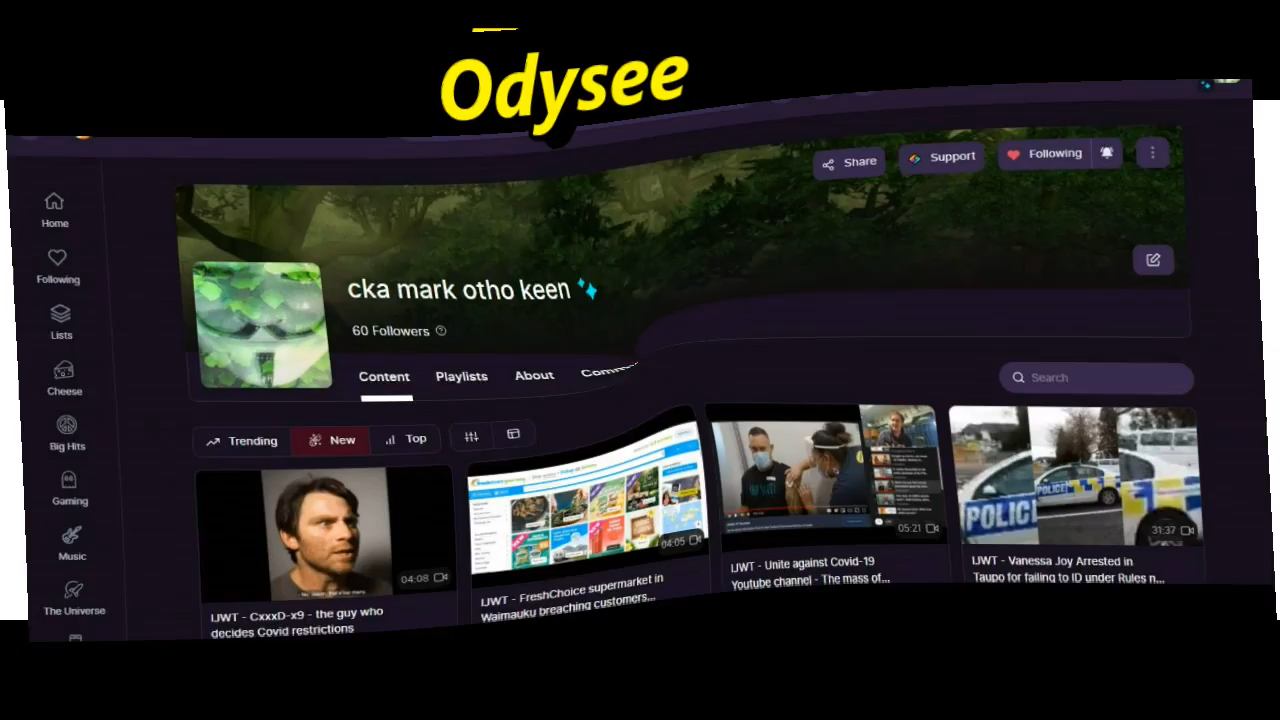 Odysee
Share
Support
Following
Home
Following
Lists
Cheese
Big Hits
Gaming
Music
The Universe
cka mark otho keen
60 Followers
Content
Playlists
About
Search
Trending
New
Top
04:08
04:05
05:21
31:37
POLICE
IJWT - CxxxD-x9 - the guy who
decides Covid restrictions
IJWT - FreshChoice supermarket in
Waimauku breaching customers...
IJWT - Unite against Covid-19
Youtube channel - The mass of...
IJWT - Vanessa Joy Arrested in
Taupo for failing to ID under Rules n...